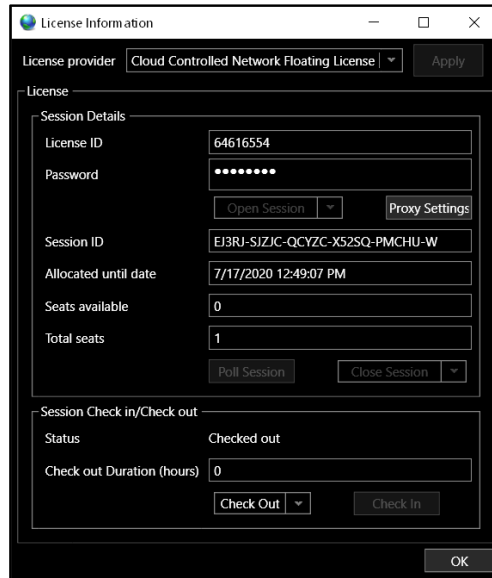 License Information
License provider Cloud Controlled Network Floating License Apply
License
Session Details
License ID 64616554
Password ••••••••
Open Session Proxy Settings
Session ID EJ3RJ-SJZJC-QCYZC-X52SQ-PMCHU-W
Allocated until date 7/17/2020 12:49:07 PM
Seats available 0
Total seats 1
Poll Session Close Session
Session Check in/Check out
Status Checked out
Check out Duration (hours) 0
Check Out Check In
OK